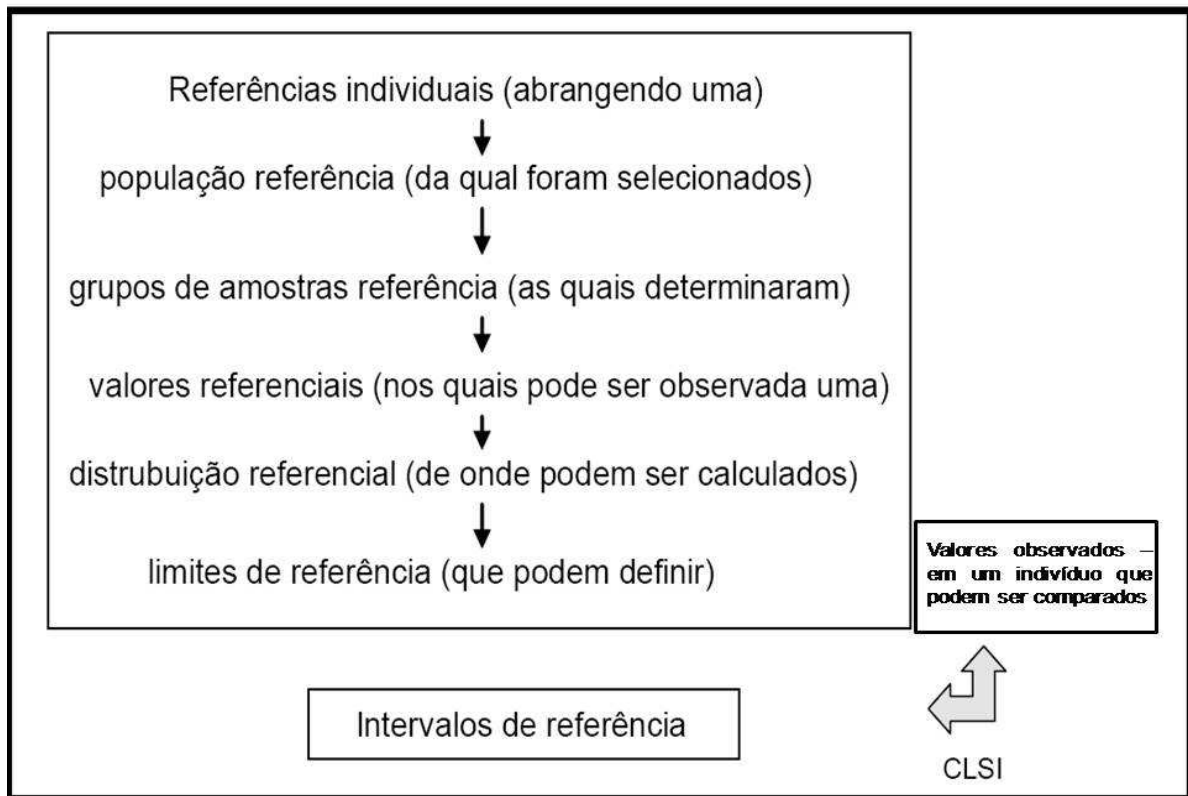 Referências individuais (abrangendo uma)
população referência (da qual foram selecionados)
grupos de amostras referência (as quais determinaram)
valores referenciais (nos quais pode ser observada uma)
distrubuição referencial (de onde podem ser calculados)
limites de referência (que podem definir)
Valores observados –
em um indivíduo que
podem ser comparados
Intervalos de referência
CLSI